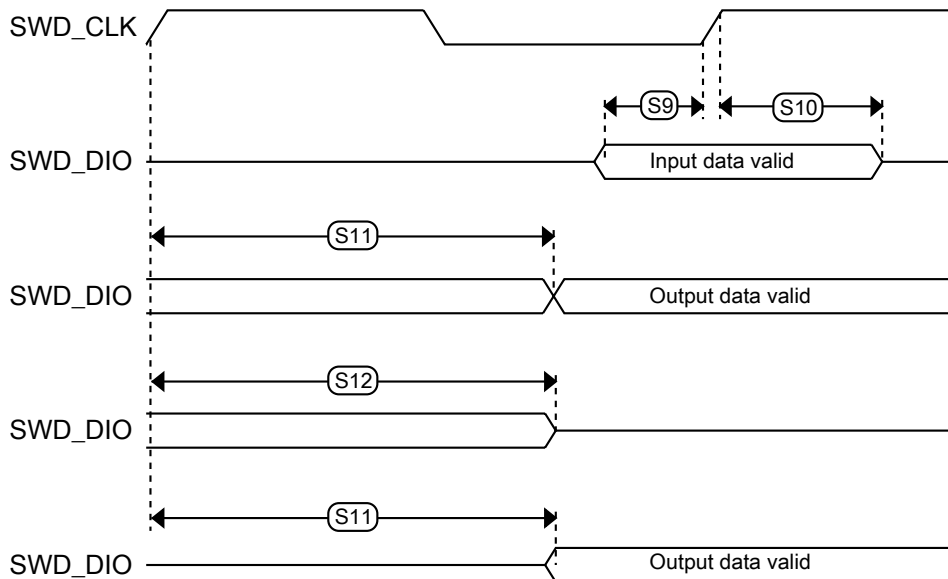 SWD_CLK
S9
S10
SWD_DIO
Input data valid
S11
SWD_DIO
Output data valid
S12
SWD_DIO
S11
SWD_DIO
Output data valid